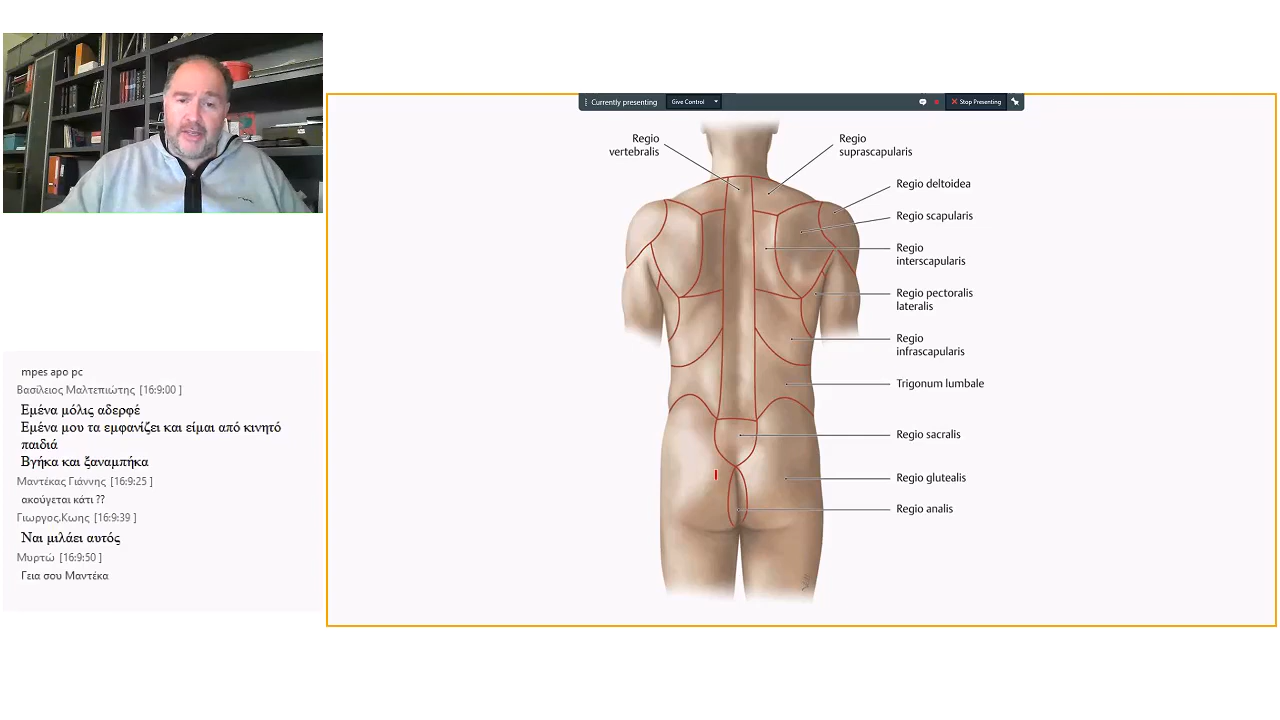 Currently presenting
Give Control
Stop Presenting
Regio
vertebralis
Regio
suprascapularis
Regio deltoidea
Regio scapularis
Regio
interscapularis
Regio pectoralis
lateralis
Regio
infrascapularis
Trigonum lumbale
Regio sacralis
Regio glutealis
Regio analis
mpes apo pc
Βασίλειος Μαλτεπιώτης [16:9:00 ]
Εμένα μόλις αδερφέ
Εμένα μου τα εμφανίζει και είμαι από κινητό
παιδιά
Βγήκα και ξαναμπήκα
Μαντέκας Γιάννης [16:9:25 ]
ακούγεται κάτι ??
Γιωργος,Κωης [16:9:39 ]
Ναι μιλάει αυτός
Μυρτώ [16:9:50 ]
Γεια σου Μαντέκα